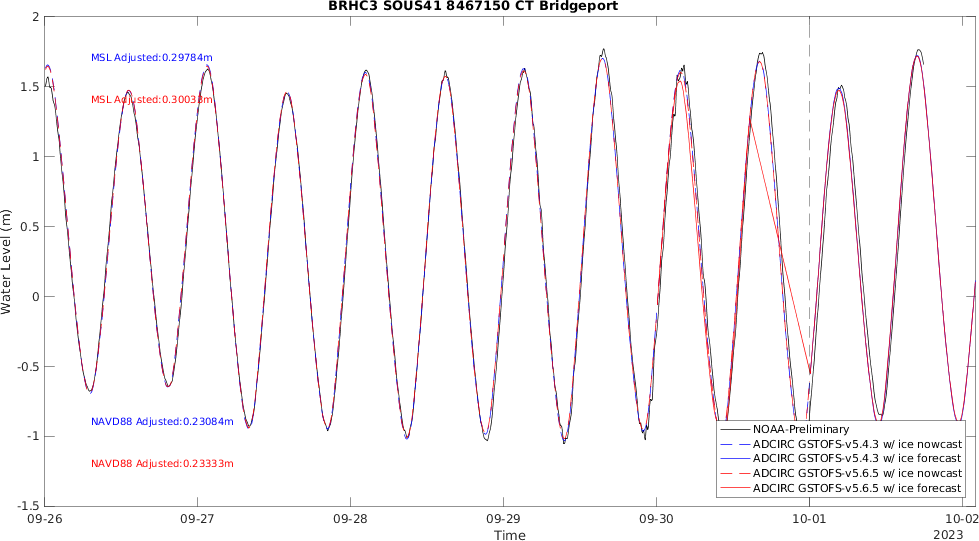 BRHC3 SOUS41 8467150 CT Bridgeport
2
MSL Adjusted:0.29784m
1.5
MSL Adjusted:0.30033m
1
0.5
Water Level (m)
0
-0.5
NAVD88 Adjusted:0.23084m
-1
NAVD88 Adjusted:0.23333m
-1.5
NOAA-Preliminary
ADCIRC GSTOFS-v5.4.3 w/ ice nowcast
ADCIRC GSTOFS-v5.4.3 w/ ice forecast
ADCIRC GSTOFS-v5.6.5 w/ ice nowcast
ADCIRC GSTOFS-v5.6.5 w/ ice forecast
09-26 09-27 09-28 09-29 09-30 10-01 10-02
Time
2023